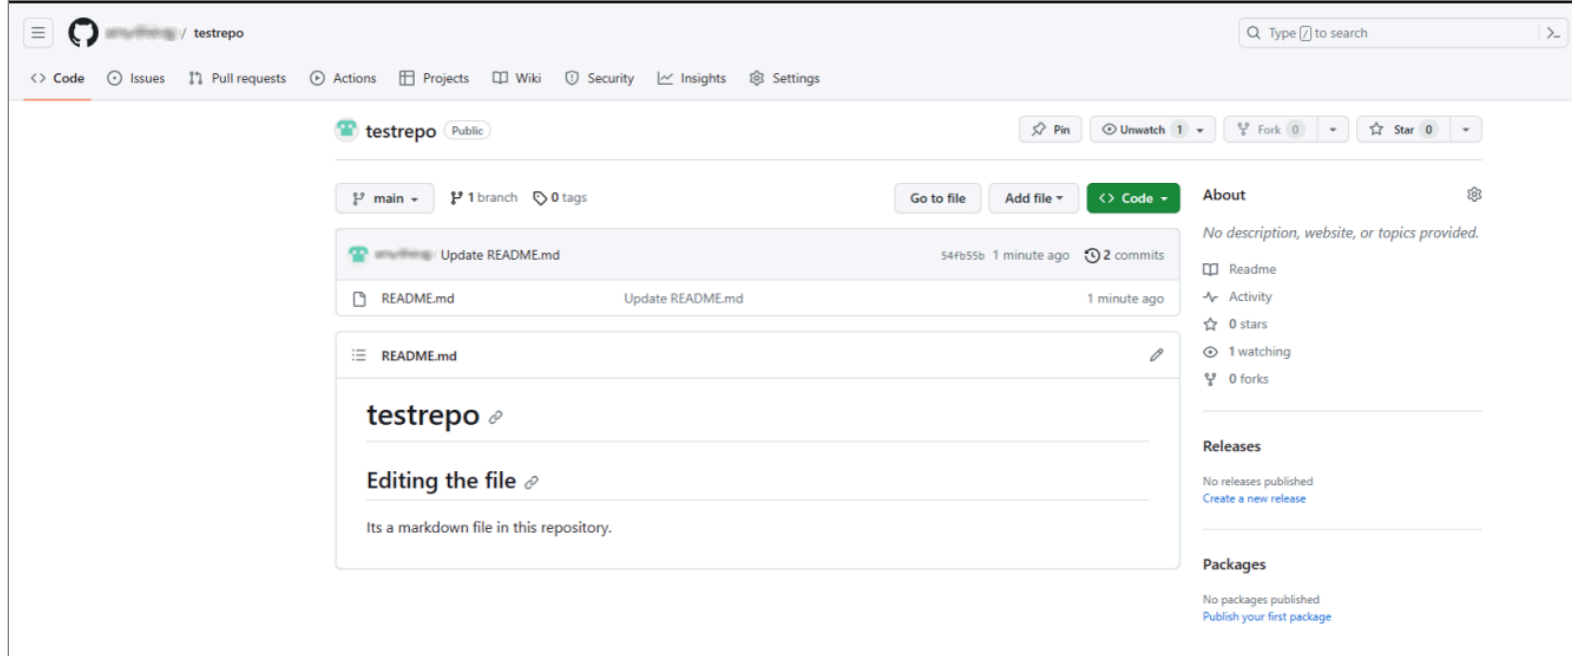 / testrepo
Type / to search
Code
Issues
Pull requests
Actions
Projects
Wiki
Security
Insights
Settings
testrepo Public
Pin
Unwatch 1
Fork 0
Star 0
main
1 branch
0 tags
Go to file
Add file
<> Code
Update README.md
54fb55b 1 minute ago
2 commits
README.md
Update README.md
1 minute ago
README.md
testrepo
Editing the file
Its a markdown file in this repository.
About
No description, website, or topics provided.
Readme
Activity
0 stars
1 watching
0 forks
Releases
No releases published
Create a new release
Packages
No packages published
Publish your first package